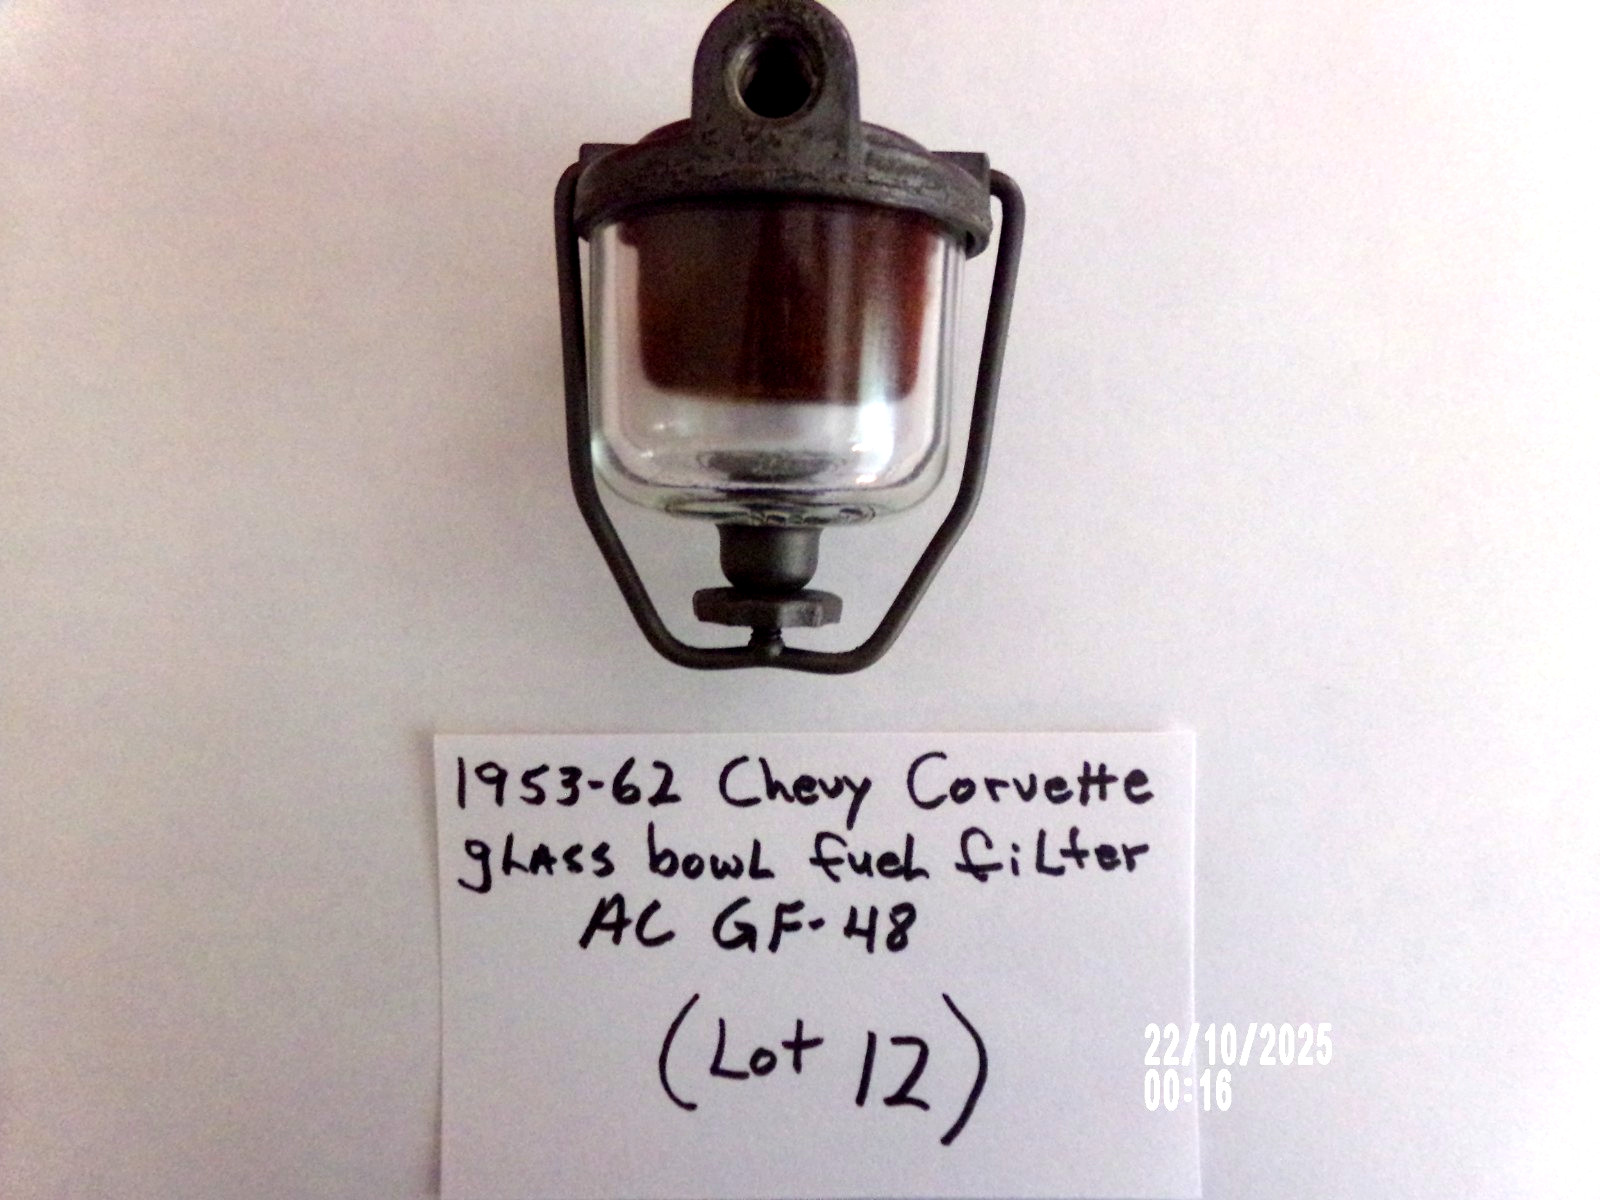 1953-62 Chevy Corvette
gLASS bowL fueL fiLter
AC GF-48
(Lot 12)
22/10/2025
00:16